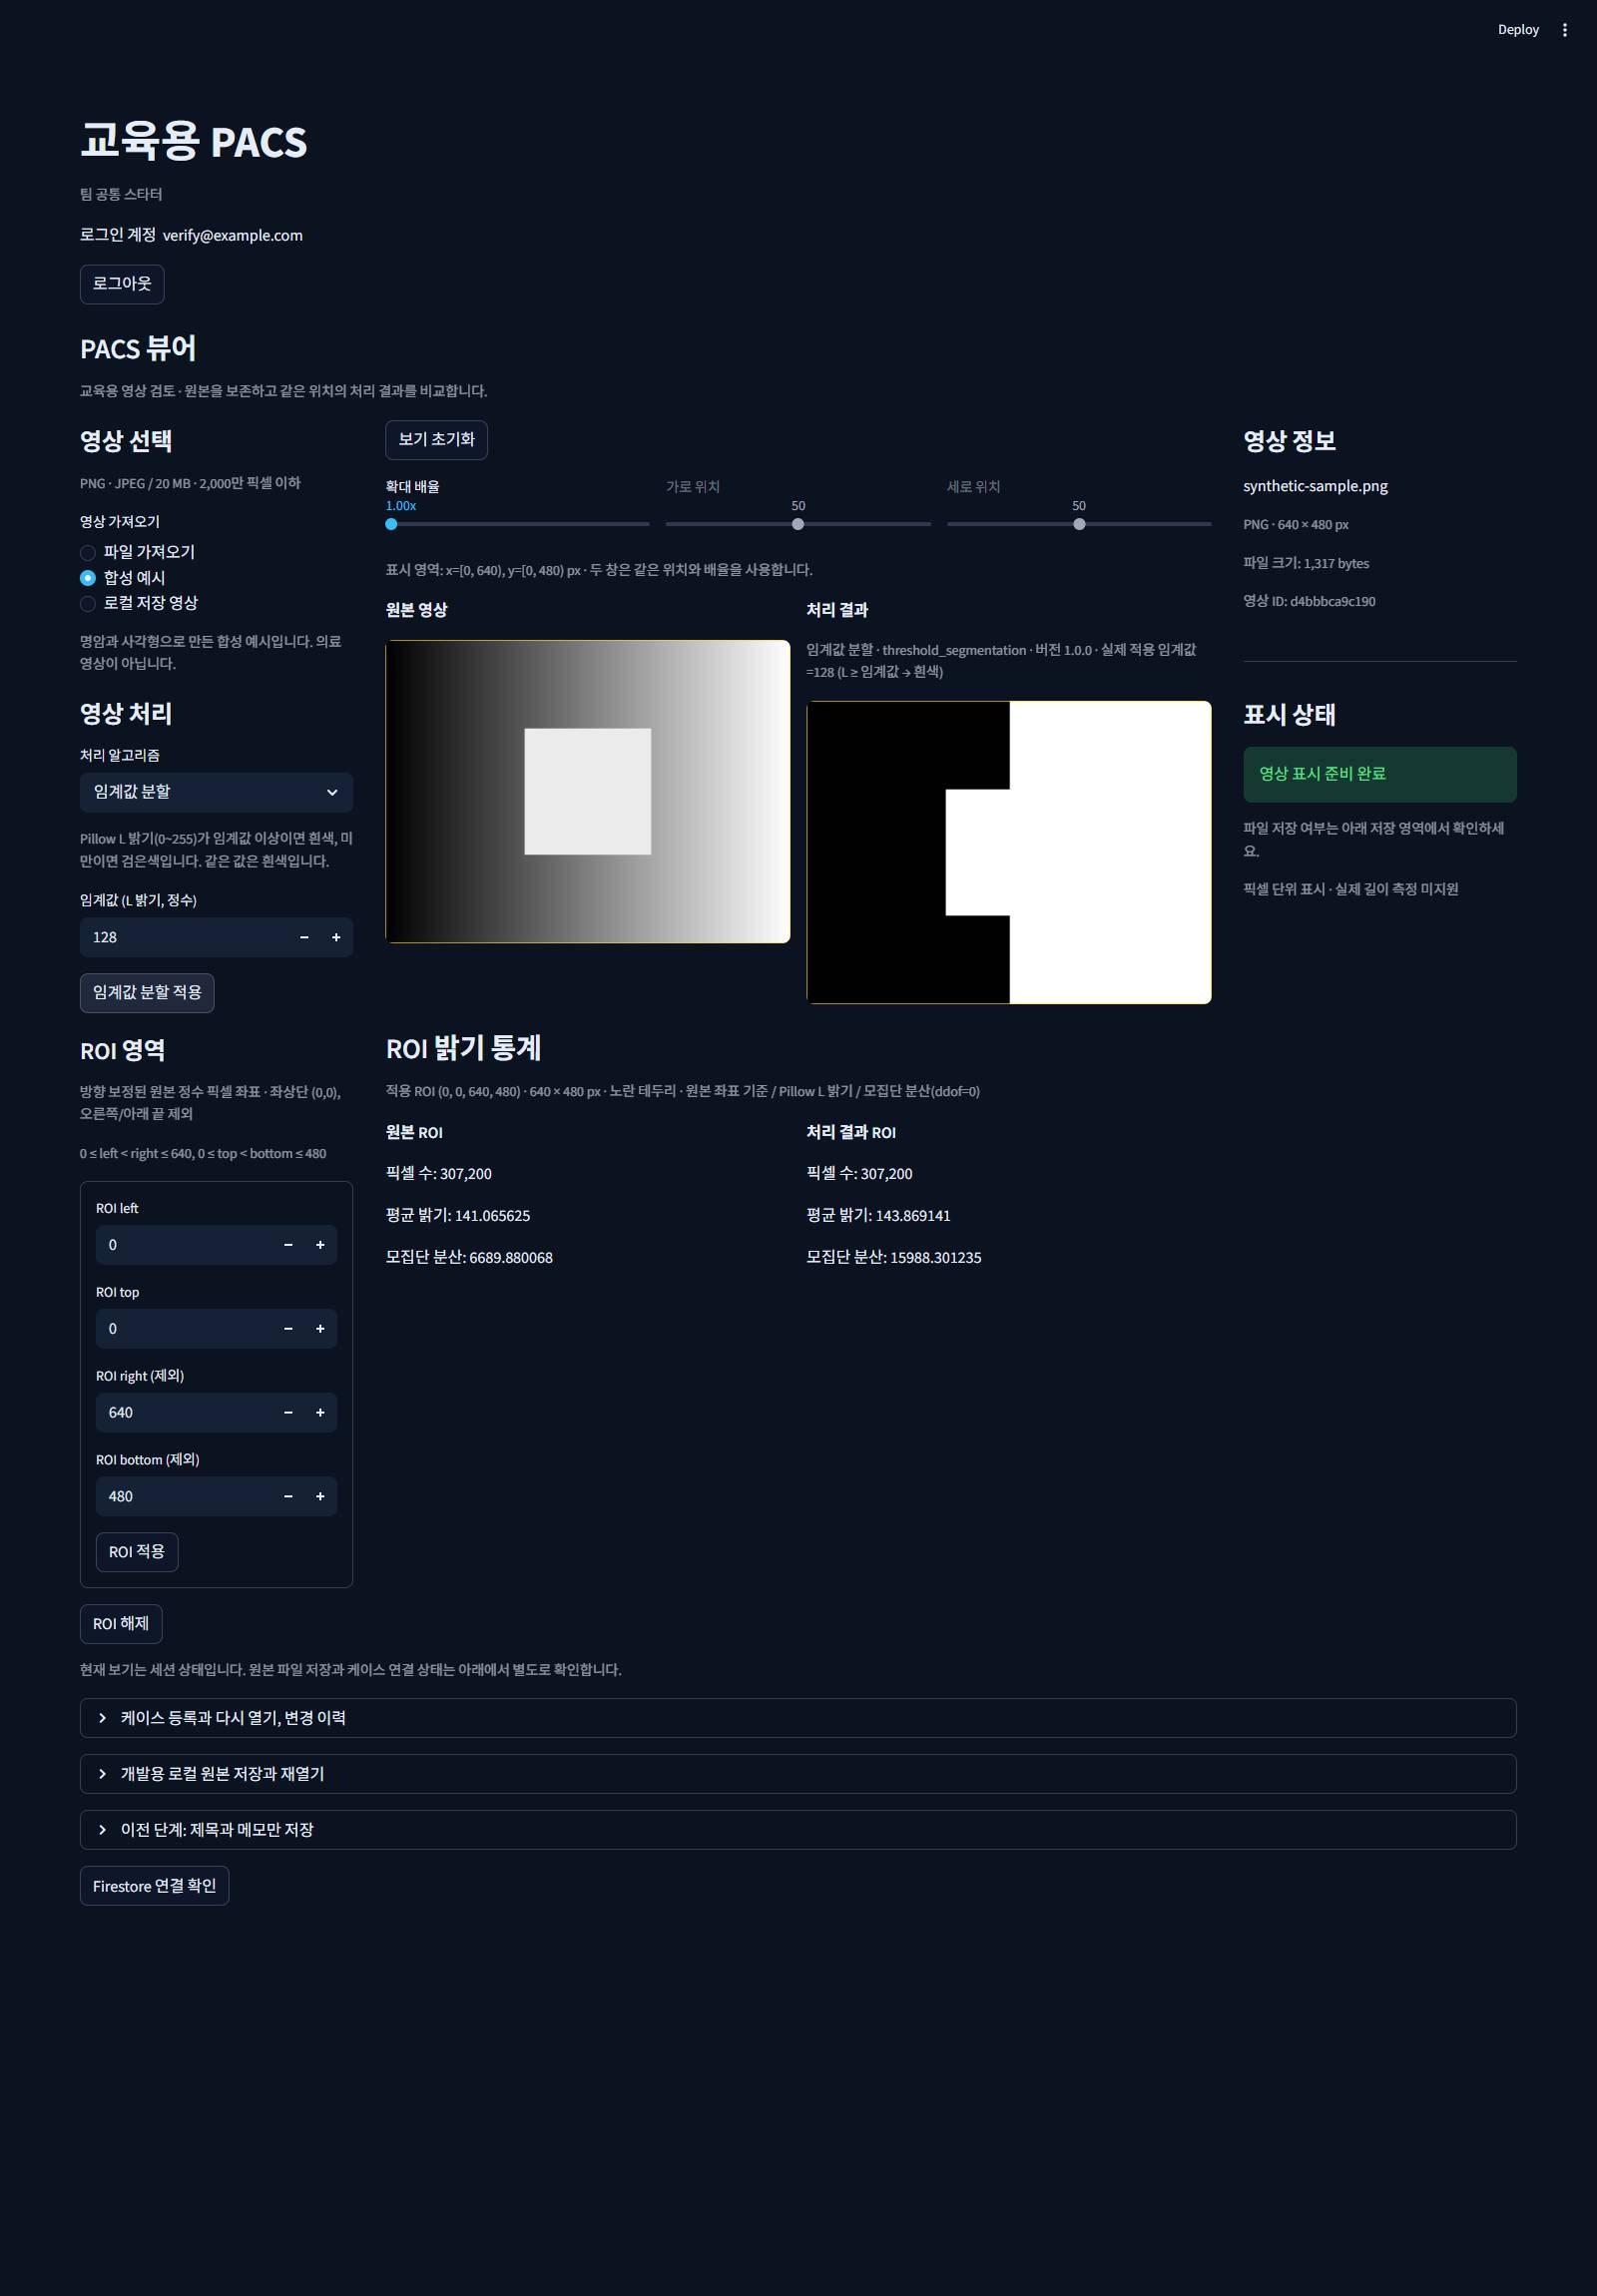 Deploy
교육용 PACS
팀 공통 스타터
로그인 계정 verify@example.com
로그아웃
PACS 뷰어
교육용 영상 검토 · 원본을 보존하고 같은 위치의 처리 결과를 비교합니다.
영상 선택
PNG · JPEG / 20 MB · 2,000만 픽셀 이하
영상 가져오기
파일 가져오기
합성 예시
로컬 저장 영상
명암과 사각형으로 만든 합성 예시입니다. 의료
영상이 아닙니다.
영상 처리
처리 알고리즘
임계값 분할
Pillow L 밝기(0~255)가 임계값 이상이면 흰색, 미
만이면 검은색입니다. 같은 값은 흰색입니다.
임계값 (L 밝기, 정수)
128
임계값 분할 적용
ROI 영역
방향 보정된 원본 정수 픽셀 좌표 · 좌상단 (0,0),
오른쪽/아래 끝 제외
0 ≤ left < right ≤ 640, 0 ≤ top < bottom ≤ 480
ROI left
0
ROI top
0
ROI right (제외)
640
ROI bottom (제외)
480
ROI 적용
ROI 해제
보기 초기화
확대 배율
1.00x
가로 위치
50
세로 위치
50
표시 영역: x=[0, 640), y=[0, 480) px · 두 창은 같은 위치와 배율을 사용합니다.
원본 영상
처리 결과
임계값 분할 · threshold_segmentation · 버전 1.0.0 · 실제 적용 임계값
=128 (L ≥ 임계값 → 흰색)
ROI 밝기 통계
적용 ROI (0, 0, 640, 480) · 640 × 480 px · 노란 테두리 · 원본 좌표 기준 / Pillow L 밝기 / 모집단 분산(ddof=0)
원본 ROI
픽셀 수: 307,200
평균 밝기: 141.065625
모집단 분산: 6689.880068
처리 결과 ROI
픽셀 수: 307,200
평균 밝기: 143.869141
모집단 분산: 15988.301235
영상 정보
synthetic-sample.png
PNG · 640 × 480 px
파일 크기: 1,317 bytes
영상 ID: d4bbbca9c190
표시 상태
영상 표시 준비 완료
파일 저장 여부는 아래 저장 영역에서 확인하세
요.
픽셀 단위 표시 · 실제 길이 측정 미지원
현재 보기는 세션 상태입니다. 원본 파일 저장과 케이스 연결 상태는 아래에서 별도로 확인합니다.
케이스 등록과 다시 열기, 변경 이력
개발용 로컬 원본 저장과 재열기
이전 단계: 제목과 메모만 저장
Firestore 연결 확인